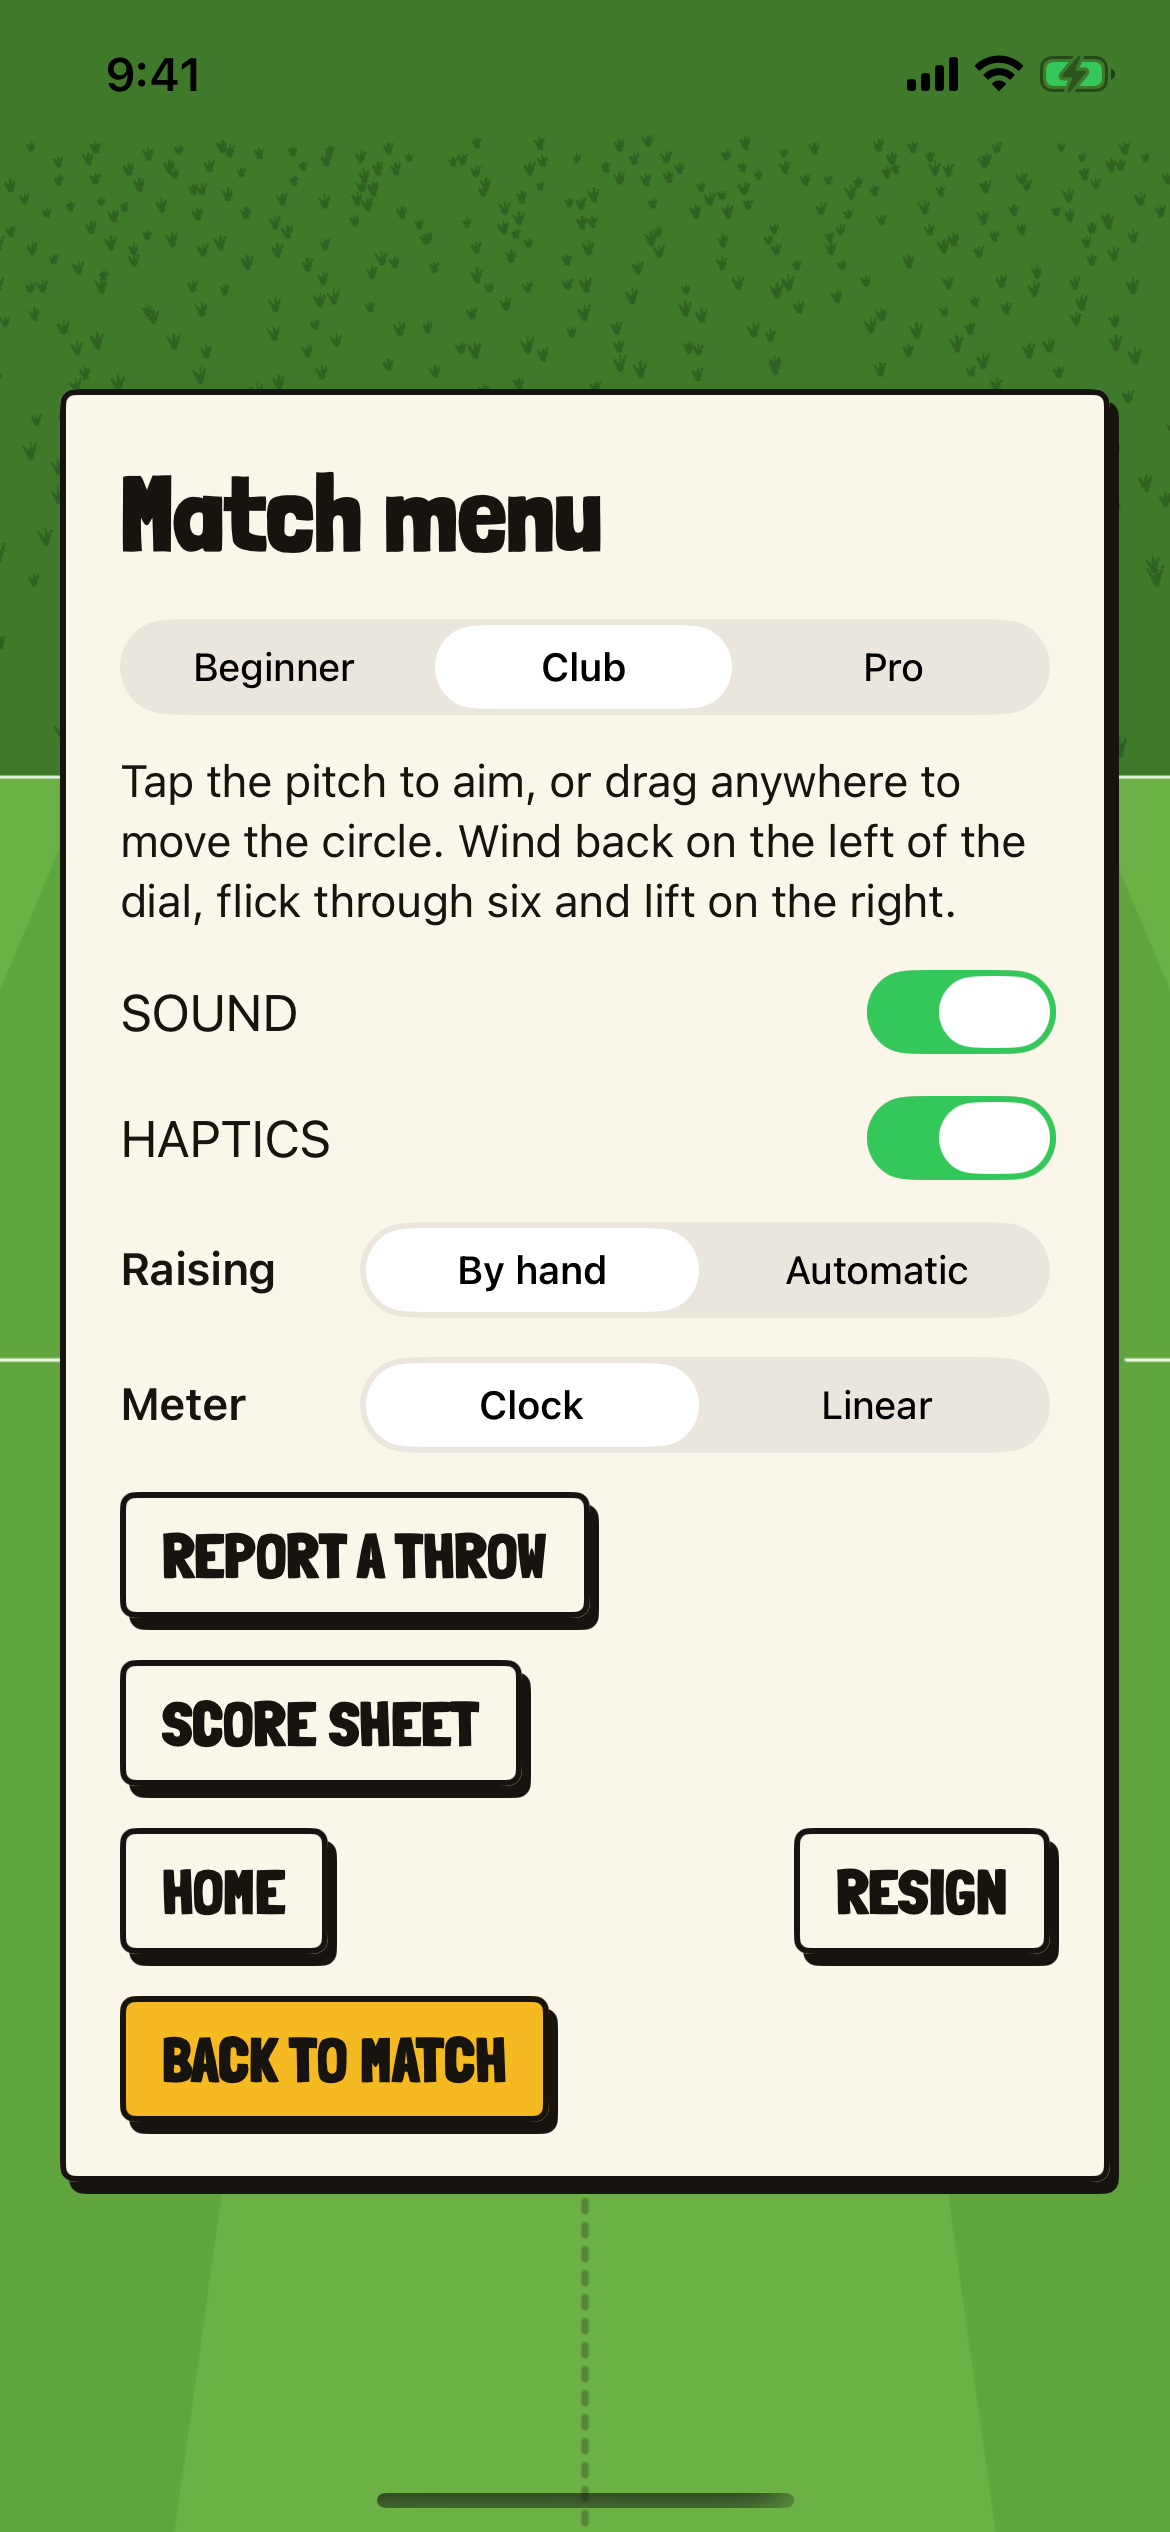 9:41
Match menu
Beginner Club Pro
Tap the pitch to aim, or drag anywhere to
move the circle. Wind back on the left of the
dial, flick through six and lift on the right.
SOUND
HAPTICS
Raising By hand Automatic
Meter Clock Linear
REPORT A THROW
SCORE SHEET
HOME RESIGN
BACK TO MATCH